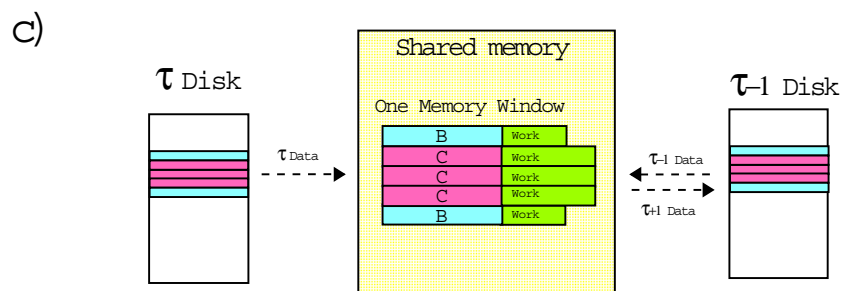 c)
Shared memory
τ Disk
τ-1 Disk
One Memory Window
B Work
C Work
C Work
C Work
B Work
τ Data
τ-1 Data
τ+1 Data